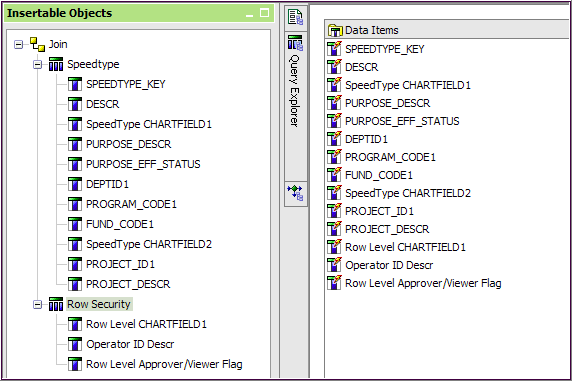 Insertable Objects
Join
Speedtype
SPEEDTYPE_KEY
DESCR
SpeedType CHARTFIELD1
PURPOSE_DESCR
PURPOSE_EFF_STATUS
DEPTID1
PROGRAM_CODE1
FUND_CODE1
SpeedType CHARTFIELD2
PROJECT_ID1
PROJECT_DESCR
Row Security
Row Level CHARTFIELD1
Operator ID Descr
Row Level Approver/Viewer Flag
Query Explorer
Data Items
SPEEDTYPE_KEY
DESCR
SpeedType CHARTFIELD1
PURPOSE_DESCR
PURPOSE_EFF_STATUS
DEPTID1
PROGRAM_CODE1
FUND_CODE1
SpeedType CHARTFIELD2
PROJECT_ID1
PROJECT_DESCR
Row Level CHARTFIELD1
Operator ID Descr
Row Level Approver/Viewer Flag